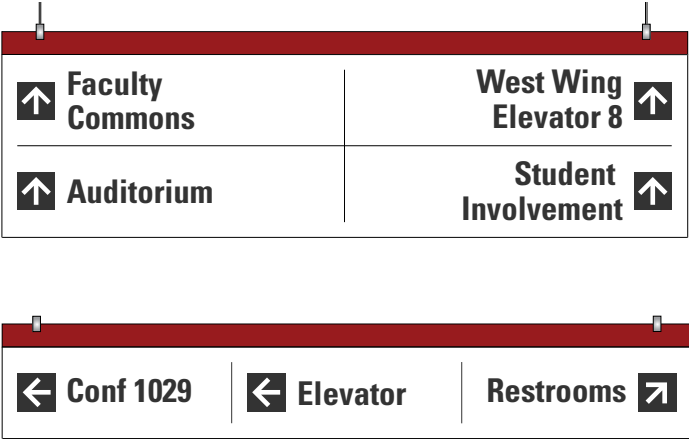 Faculty
Commons
West Wing
Elevator 8
Auditorium
Student
Involvement
Conf 1029
Elevator
Restrooms